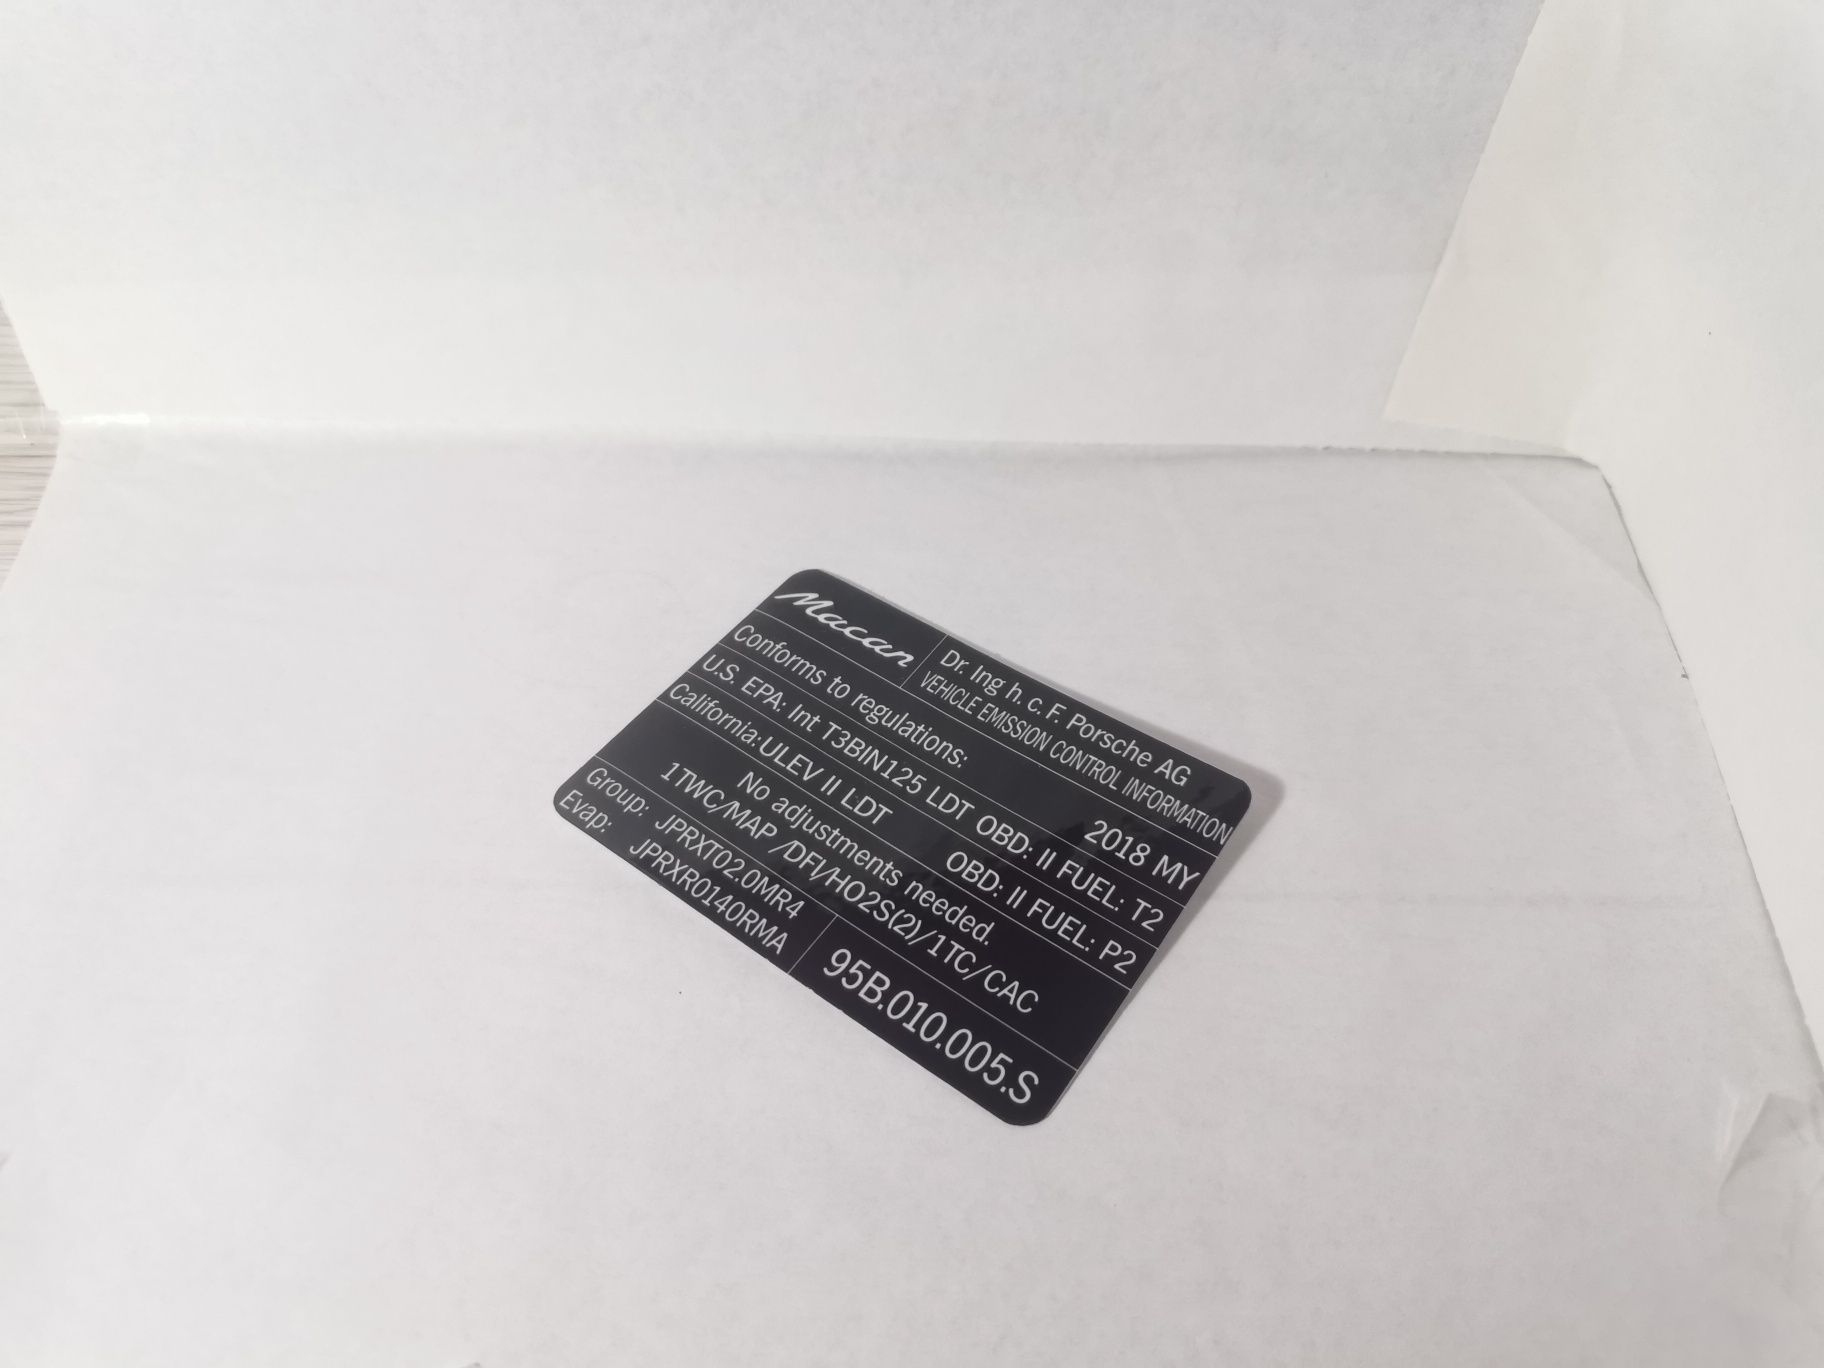 Macan
Dr. Ing h. c. F. Porsche AG
VEHICLE EMISSION CONTROL INFORMATION
Conforms to regulations: 2018 MY
U.S. EPA: Int T3BIN125 LDT OBD: II FUEL: T2
California: ULEV II LDT OBD: II FUEL: P2
No adjustments needed.
1TWC/MAP /DFI/HO2S(2)/1TC/CAC
Group: JPRXT02.0MR4
Evap: JPRXR0140RMA
95B.010.005.S